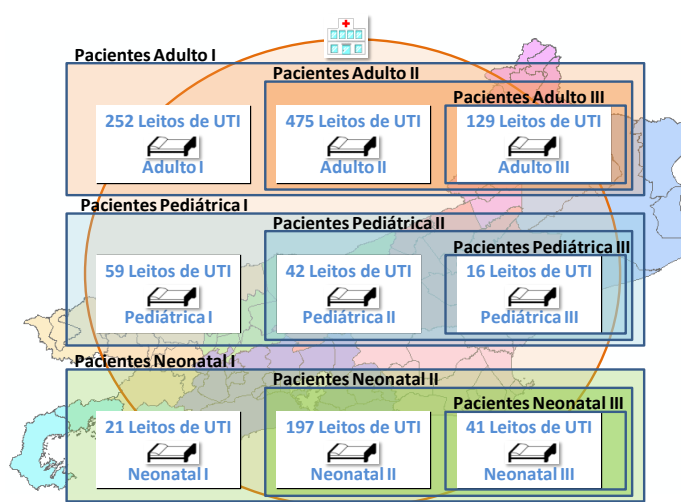 Pacientes Adulto I
Pacientes Adulto II
Pacientes Adulto III
252 Leitos de UTI
Adulto I
475 Leitos de UTI
Adulto II
129 Leitos de UTI
Adulto III
Pacientes Pediátrica I
Pacientes Pediátrica II
Pacientes Pediátrica III
59 Leitos de UTI
Pediátrica I
42 Leitos de UTI
Pediátrica II
16 Leitos de UTI
Pediátrica III
Pacientes Neonatal I
Pacientes Neonatal II
Pacientes Neonatal III
21 Leitos de UTI
Neonatal I
197 Leitos de UTI
Neonatal II
41 Leitos de UTI
Neonatal III